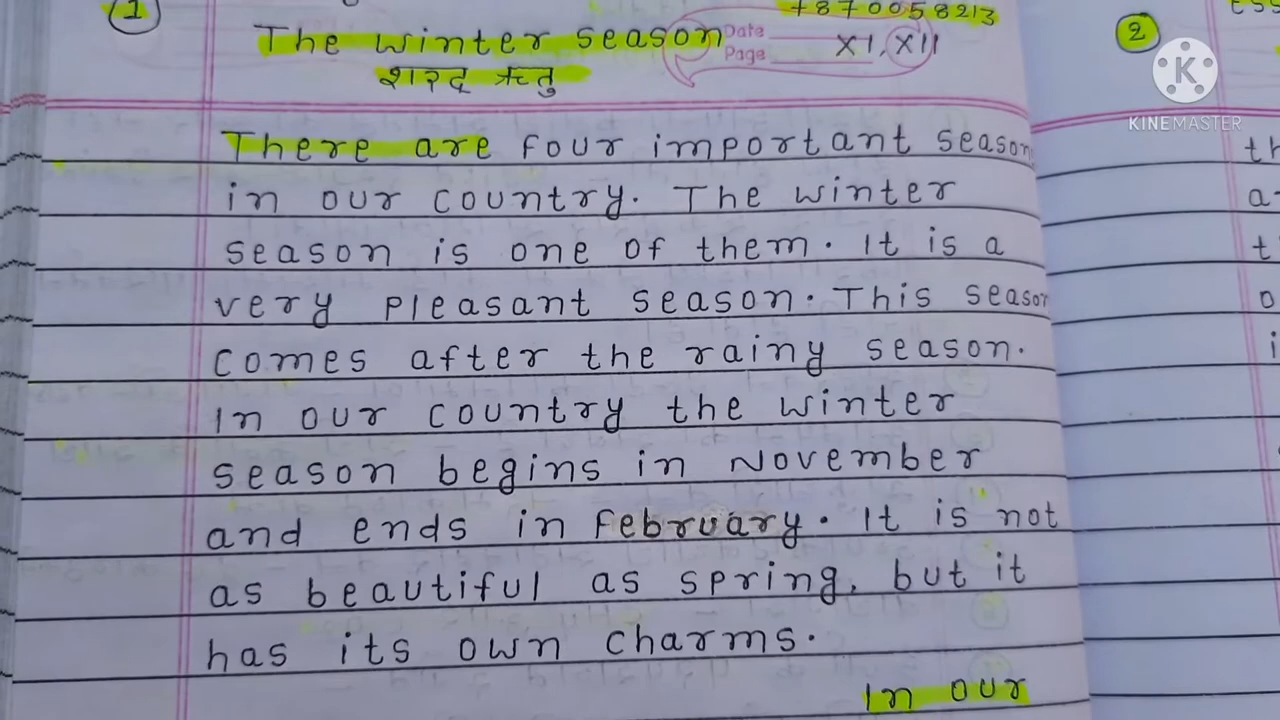 1
+870058213
The winter season
Date
Page
XI, XII
शरद ऋतु
There are four important season
in our country. The winter
season is one of them. It is a
very pleasant season. This season
comes after the rainy season.
In our country the winter
season begins in November
and ends in february. It is not
as beautiful as spring, but it
has its own charms.
In our
2
K
KINEMASTER